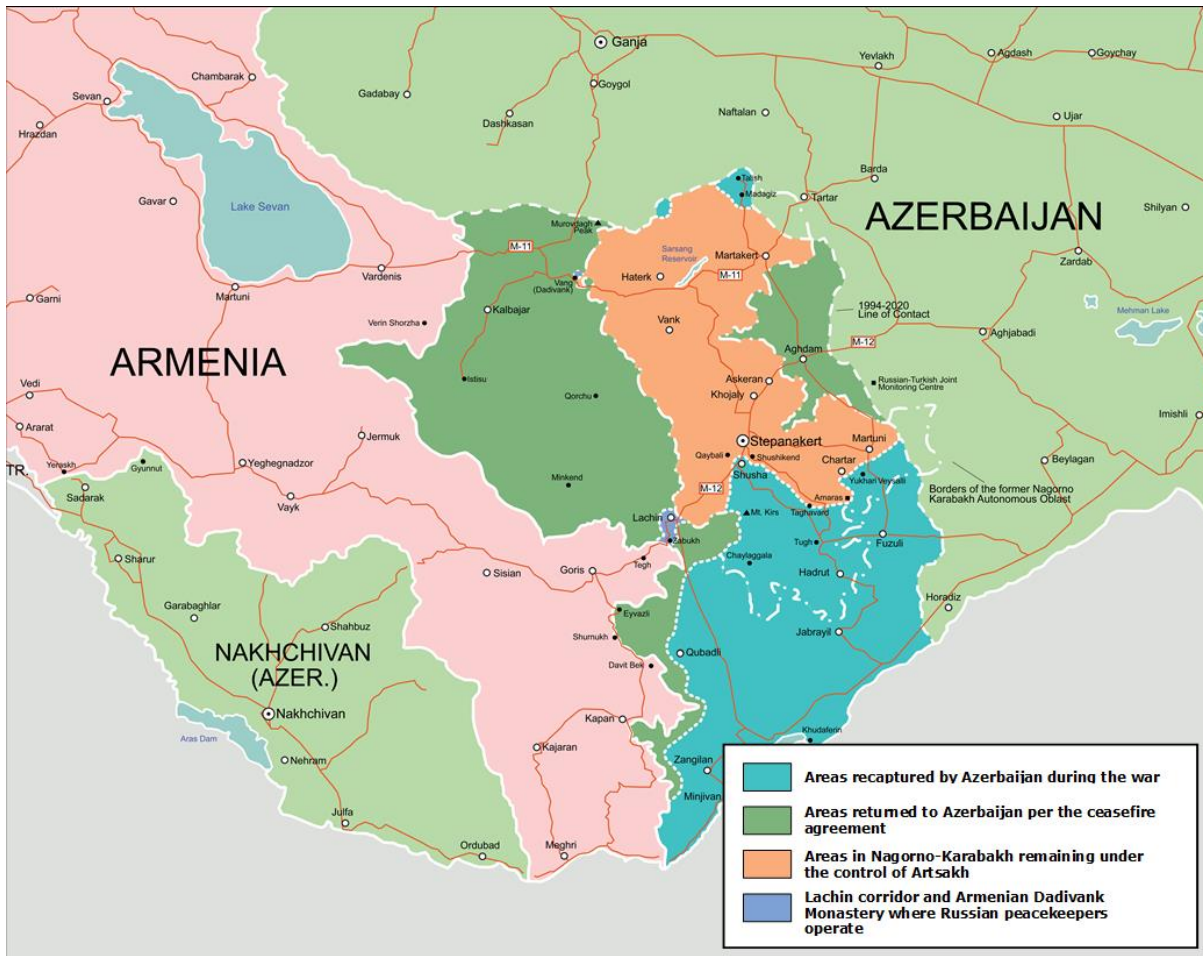 Ganja
Yevlakh
Agdash
Goychay
Chambarak
Goygol
Sevan
Gadabay
Dashkasan
Naftalan
Ujar
Hrazdan
Barda
Talish
Madagiz
Gavar
Lake Sevan
Tartar
AZERBAIJAN
Shilyan
Murovdagh
Peak
M-11
Sarsang
Reservoir
Martakert
Zardab
Vardenis
Haterk
M-11
Vang
(Dadivank)
Martuni
Garni
Kalbajar
1994-2020
Line of Contact
Mehman Lake
Verin Shorzha
Vank
Aghjabadi
M-12
ARMENIA
Aghdam
Vedi
Istisu
Askeran
Russian-Turkish Joint
Monitoring Centre
Qorchu
Khojaly
Imishli
Ararat
Jermuk
Stepanakert
Martuni
Qaybali
Shushikend
TR.
Yeraskh
Gyunnut
Yeghegnadzor
Shusha
Chartar
Beylagan
Yukhari Veysalli
Sadarak
Minkend
M-12
Borders of the former Nagorno
Karabakh Autonomous Oblast
Vayk
Amaras
Taghavard
Lachin
Mt. Kirs
Zabukh
Tugh
Fuzuli
Sharur
Tegh
Chaylaggala
Sisian
Goris
Hadrut
Garabaghlar
Eyvazli
Horadiz
Shahbuz
Shurnukh
Jabrayil
NAKHCHIVAN
(AZER.)
Qubadli
Davit Bek
Nakhchivan
Kapan
Aras Dam
Khudaferin
Kajaran
Nehram
Zangilan
Minjivan
Julfa
Ordubad
Meghri
Areas recaptured by Azerbaijan during the war
Areas returned to Azerbaijan per the ceasefire
agreement
Areas in Nagorno-Karabakh remaining under
the control of Artsakh
Lachin corridor and Armenian Dadivank
Monastery where Russian peacekeepers
operate